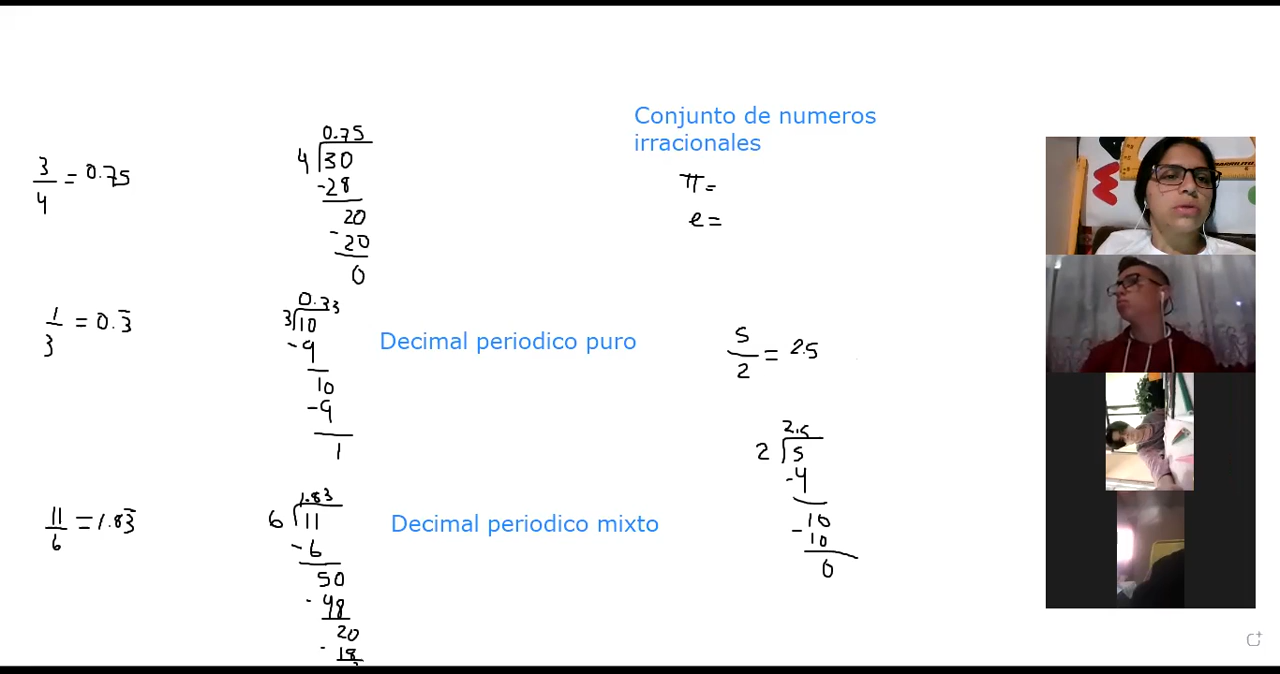 3/4 = 0.75
0.75
4 30
-28
20
- 20
0
1/3 = 0.3̅
0.33
3 10
-9
10
-9
1
Decimal periodico puro
11/6 = 1.83̅
1.83
6 11
-6
50
- 48
20
- 18
Decimal periodico mixto
Conjunto de numeros
irracionales
π=
e=
5/2 = 2.5
2.5
2 5
-4
10
- 10
0